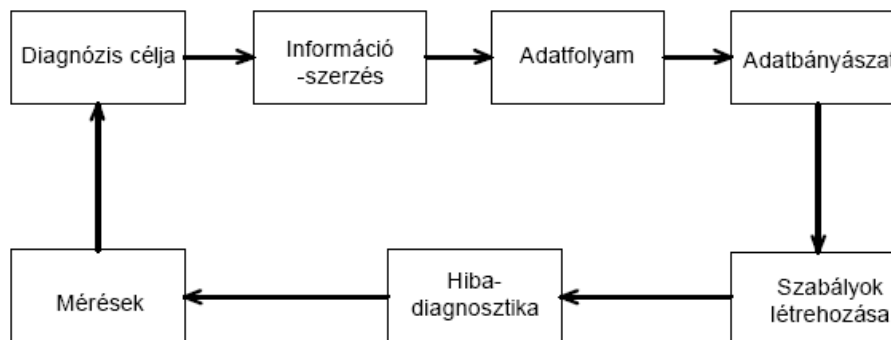 Diagnózis célja
Információ
-szerzés
Adatfolyam
Adatbányászat
Mérések
Hiba-
diagnosztika
Szabályok
létrehozása